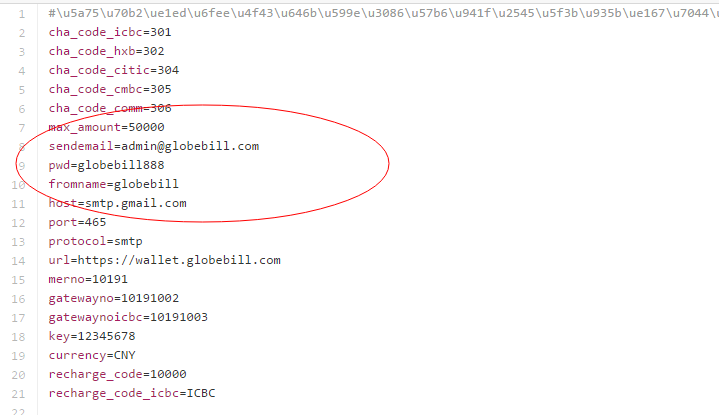 1 #\u5a75\u70b2\ue1ed\u6fee\u4f43\u646b\u599e\u3086\u57b6\u941f\u2545\u5f3b\u935b\ue167\u7044\u
2 cha_code_icbc=301
3 cha_code_hxb=302
4 cha_code_citic=304
5 cha_code_cmbc=305
6 cha_code_comm=306
7 max_amount=50000
8 sendemail=admin@globebill.com
9 pwd=globebill888
10 fromname=globebill
11 host=smtp.gmail.com
12 port=465
13 protocol=smtp
14 url=https://wallet.globebill.com
15 merno=10191
16 gatewayno=10191002
17 gatewaynoicbc=10191003
18 key=12345678
19 currency=CNY
20 recharge_code=10000
21 recharge_code_icbc=ICBC
22